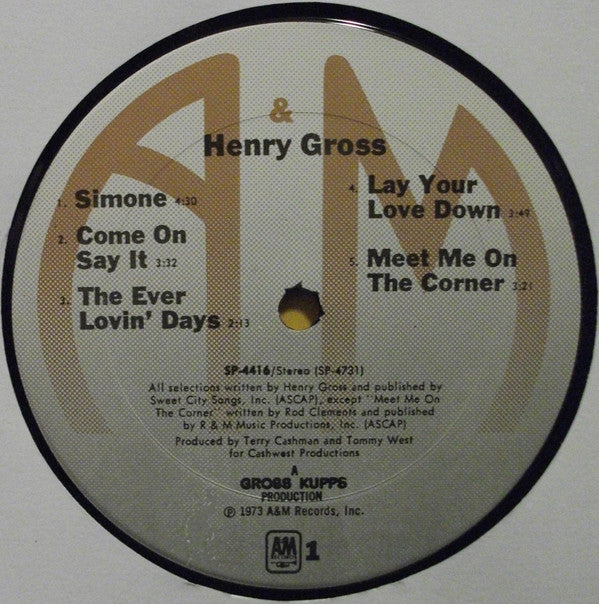 A & M
Henry Gross
1. Simone 4:30
2. Come On
Say It 3:32
3. The Ever
Lovin' Days 2:13
4. Lay Your
Love Down 3:49
5. Meet Me On
The Corner 3:21
SP-4416/Stereo (SP-4731)
All selections written by Henry Gross and published by
Sweet City Songs, Inc. (ASCAP), except "Meet Me On
The Corner" written by Rod Clements and published
by R & M Music Productions, Inc. (ASCAP)
Produced by Terry Cashman and Tommy West
for Cashwest Productions
A
GROSS KUPPS
PRODUCTION
℗ 1973 A&M Records, Inc.
A&M
RECORDS
1